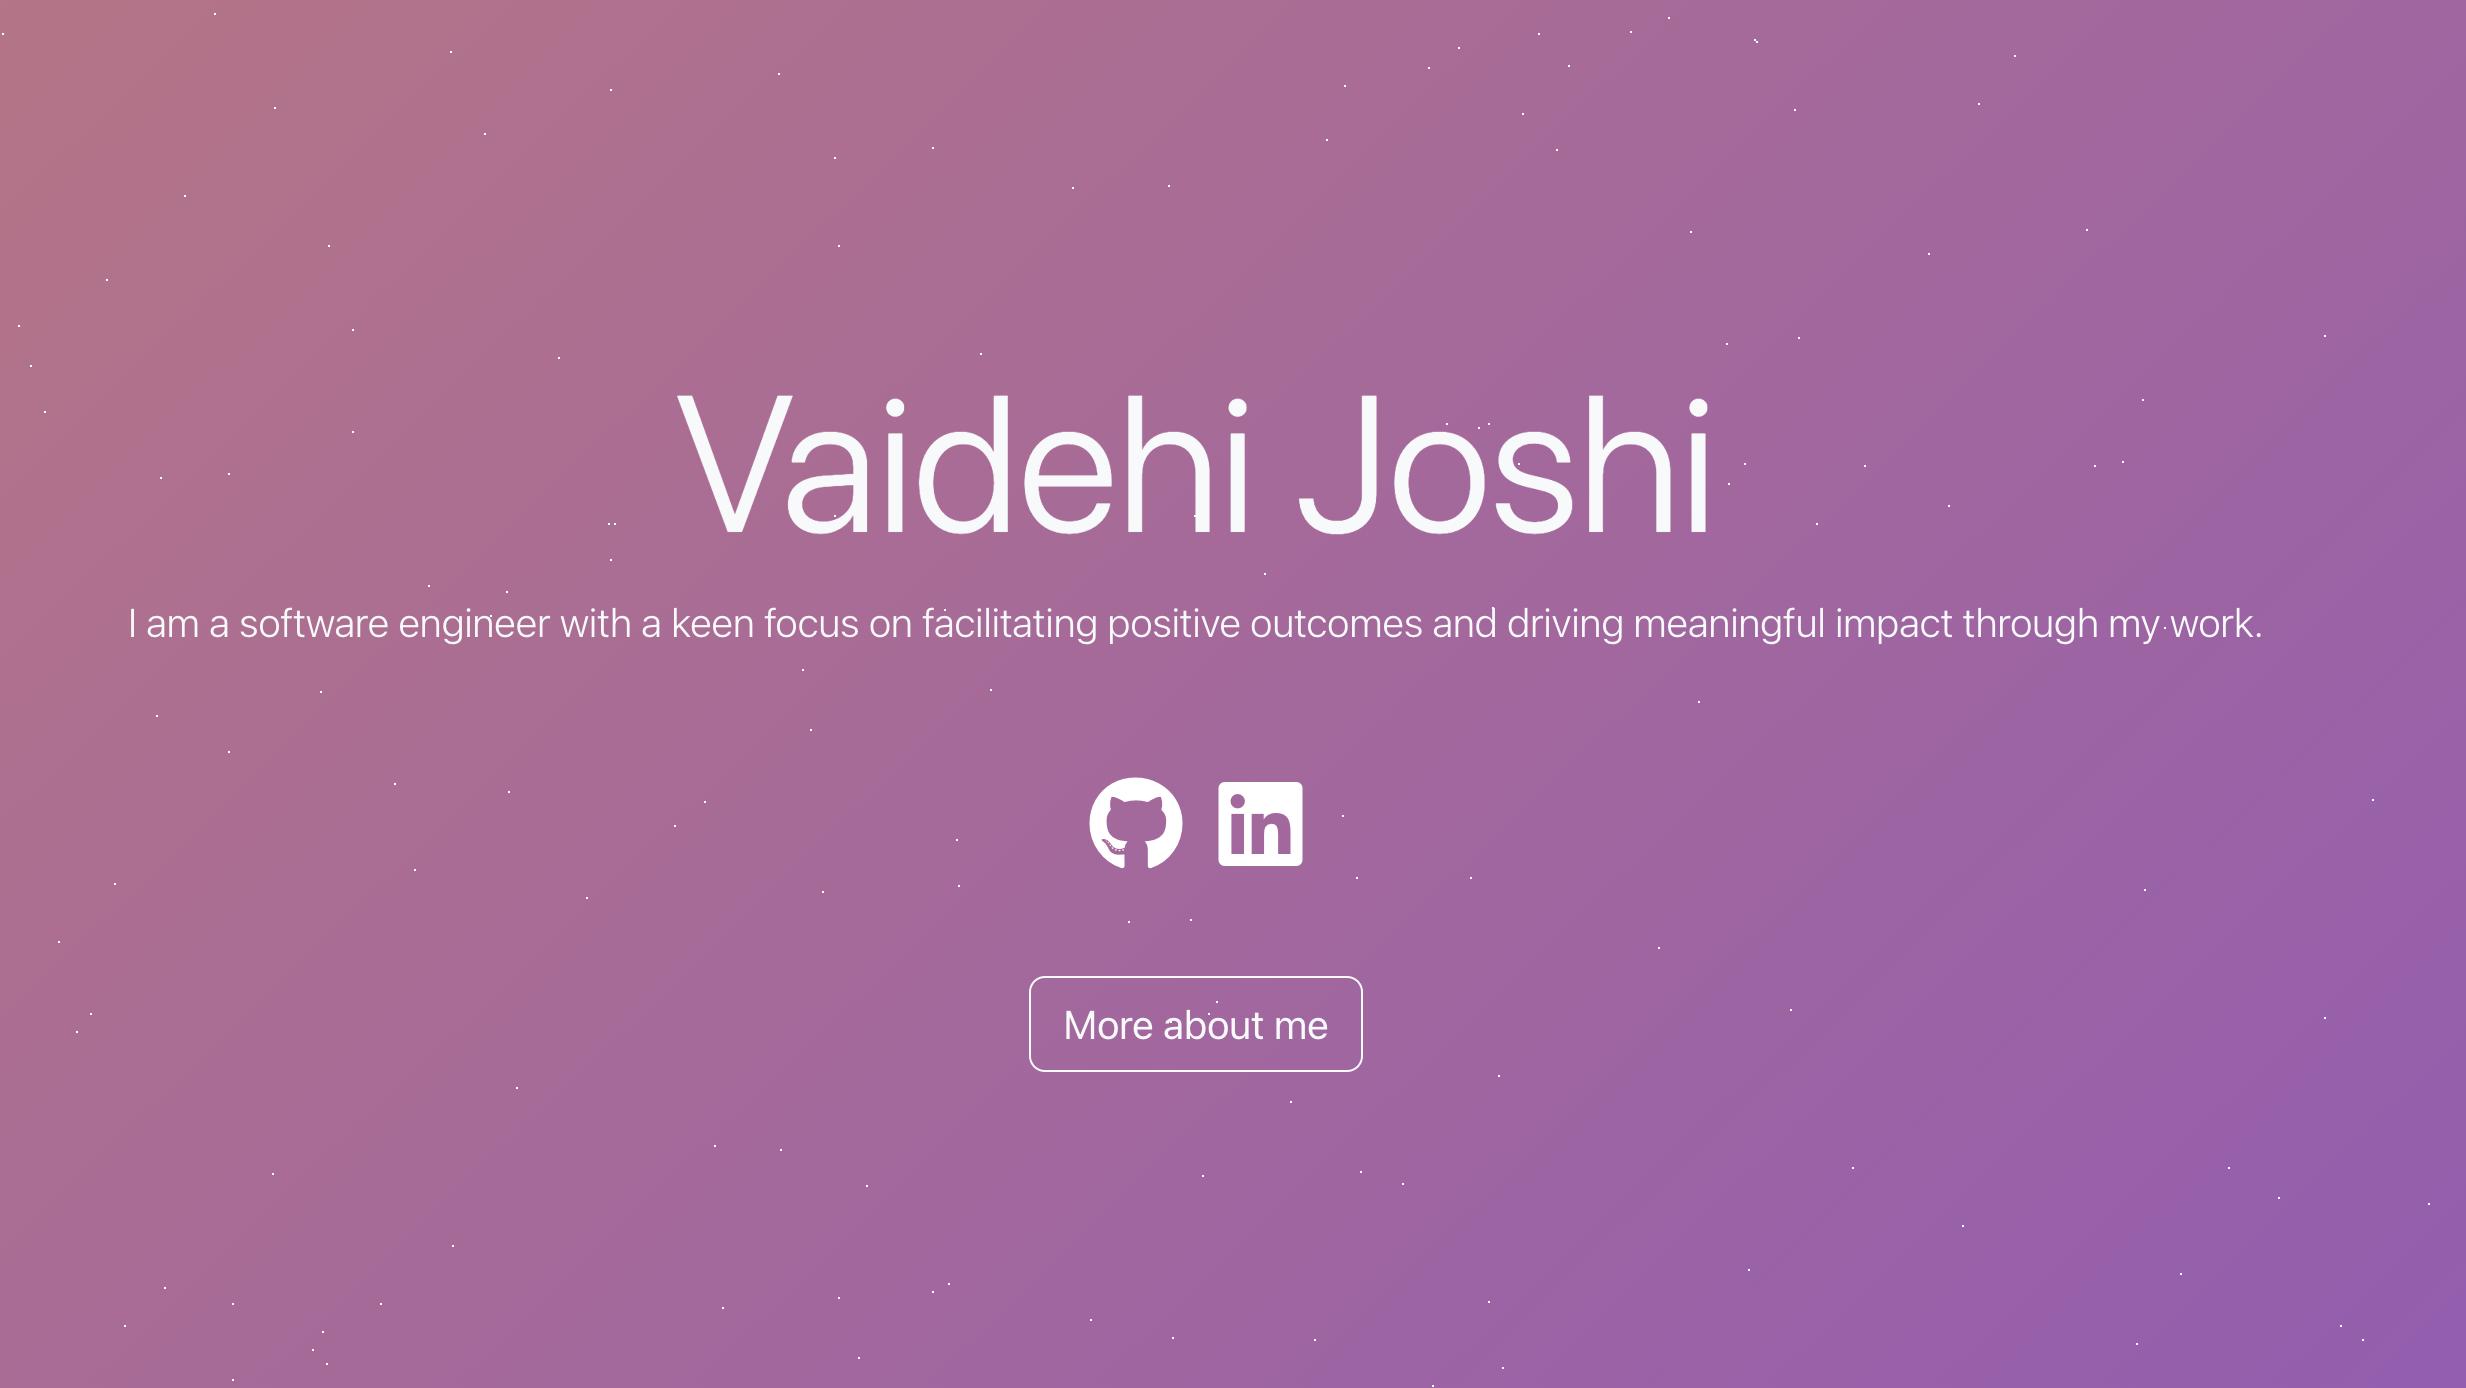 Vaidehi Joshi
I am a software engineer with a keen focus on facilitating positive outcomes and driving meaningful impact through my work.
in
More about me